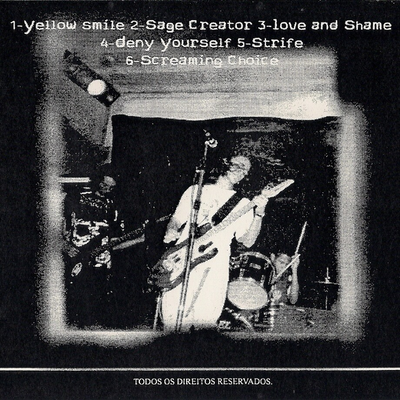 1-Yellow smile 2-Sage Creator 3-love and Shame
4-deny yourself 5-Strife
6-Screaming Choice
TODOS OS DIREITOS RESERVADOS.